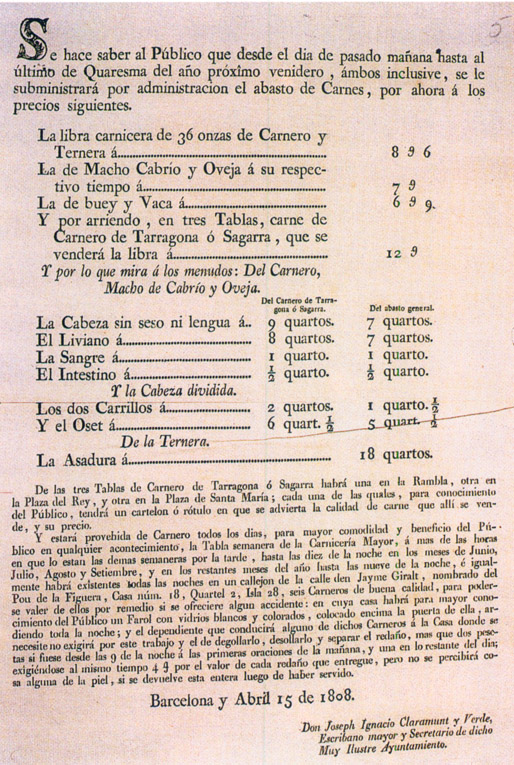 5
Se hace saber al Público que desde el dia de pasado mañana hasta al
último de Quaresma del año próximo venidero, ámbos inclusive, se le
subministrará por administracion el abasto de Carnes, por ahora á los
precios siguientes.
La libra carnicera de 36 onzas de Carnero y
Ternera á........................................ 8 ϑ 6
La de Macho Cabrío y Oveja á su respec-
tivo tiempo á........................................ 7 ϑ
La de buey y Vaca á........................................ 6 ϑ 9.
Y por arriendo, en tres Tablas, carne de
Carnero de Tarragona ó Sagarra, que se
venderá la libra á........................................ 12 ϑ
Y por lo que mira á los menudos: Del Carnero,
Macho de Cabrío y Oveja.
Del Carnero de Tarra-
gona ó Sagarra. Del abasto general.
La Cabeza sin seso ni lengua á.. 9 quartos. 7 quartos.
El Liviano á........................................ 8 quartos. 7 quartos.
La Sangre á........................................ 1 quarto. 1 quarto.
El Intestino á........................................ ½ quarto. ½ quarto.
Y la Cabeza dividida.
Los dos Carrillos á........................................ 2 quartos. 1 quarto.½
Y el Oset á........................................ 6 quart. ½ 5 quart. ½
De la Ternera.
La Asadura á........................................ 18 quartos.
De las tres Tablas de Carnero de Tarragona ó Sagarra habrá una en la Rambla, otra en
la Plaza del Rey, y otra en la Plaza de Santa María; cada una de las quales, para conocimiento
del Público, tendrá un cartelon ó rótulo en que se advierta la calidad de carne que allí se ven-
de, y su precio.
Y estará provehida de Carnero todos los dias, para mayor comodidad y beneficio del Pú-
blico en qualquier acontecimiento, la Tabla semanera de la Carnicería Mayor, á mas de las horas
en que lo estan las demas semaneras por la tarde, hasta las diez de la noche en los meses de Junio,
Julio, Agosto y Setiembre, y en los restantes meses del año hasta las nueve de la noche, é igual-
mente habrá existentes todas las noches en un callejon de la calle den Jayme Giralt, nombrado del
Pou de la Figuera, Casa núm. 18, Quartel 2, Isla 28, seis Carneros de buena calidad, para poder-
se valer de ellos por remedio si se ofreciere algun accidente: en cuya casa habrá para mayor cono-
cimiento del Público un Farol con vidrios blancos y colorados, colocado encima la puerta de ella, ar-
diendo toda la noche; y el dependiente que conducirá alguno de dichos Carneros á la Casa donde se
necesite no exigirá por este trabajo y el de degollarlo, desollarlo y separar el redaño, mas que dos pese-
tas si fuese desde las 9 de la noche á las primeras oraciones de la mañana, y una en lo restante del dia;
exigiéndose al mismo tiempo 4 ϑ por el valor de cada redaño que entregue, pero no se percibirá co-
sa alguna de la piel, si se devuelve esta entera luego de haber servido.
Barcelona y Abril 15 de 1808.
Don Joseph Ignacio Claramunt y Verde,
Escribano mayor y Secretario de dicho
Muy Ilustre Ayuntamiento.